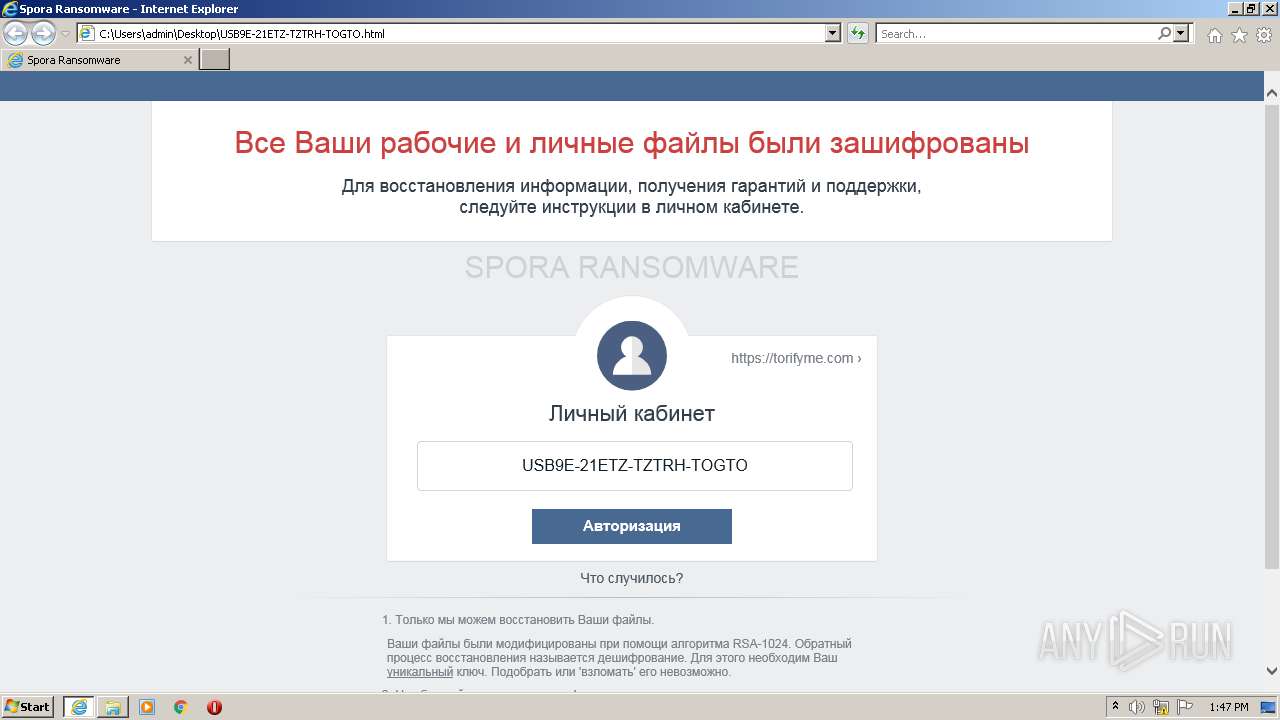 Spora Ransomware - Internet Explorer
C:\Users\admin\Desktop\USB9E-21ETZ-TZTRH-TOGTO.html
Search...
Spora Ransomware
Все Ваши рабочие и личные файлы были зашифрованы
Для восстановления информации, получения гарантий и поддержки,
следуйте инструкции в личном кабинете.
SPORA RANSOMWARE
https://torifyme.com ›
Личный кабинет
USB9E-21ETZ-TZTRH-TOGTO
Авторизация
Что случилось?
1. Только мы можем восстановить Ваши файлы.
Ваши файлы были модифицированы при помощи алгоритма RSA-1024. Обратный
процесс восстановления называется дешифрование. Для этого необходим Ваш
уникальный ключ. Подобрать или 'взломать' его невозможно.
ANY RUN
Start
1:47 PM